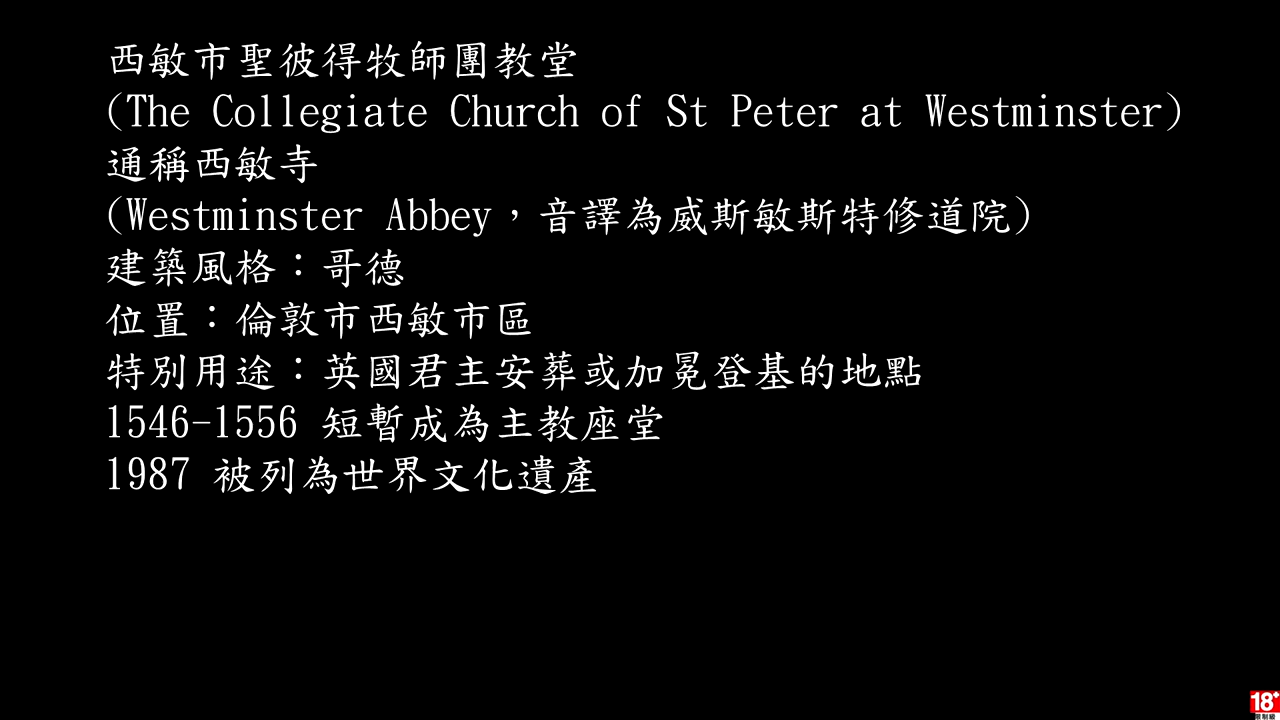 西敏市聖彼得牧師團教堂
(The Collegiate Church of St Peter at Westminster)
通稱西敏寺
(Westminster Abbey，音譯為威斯敏斯特修道院)
建築風格：哥德
位置：倫敦市西敏市區
特別用途：英國君主安葬或加冕登基的地點
1546-1556 短暫成為主教座堂
1987 被列為世界文化遺產
18+
限制級